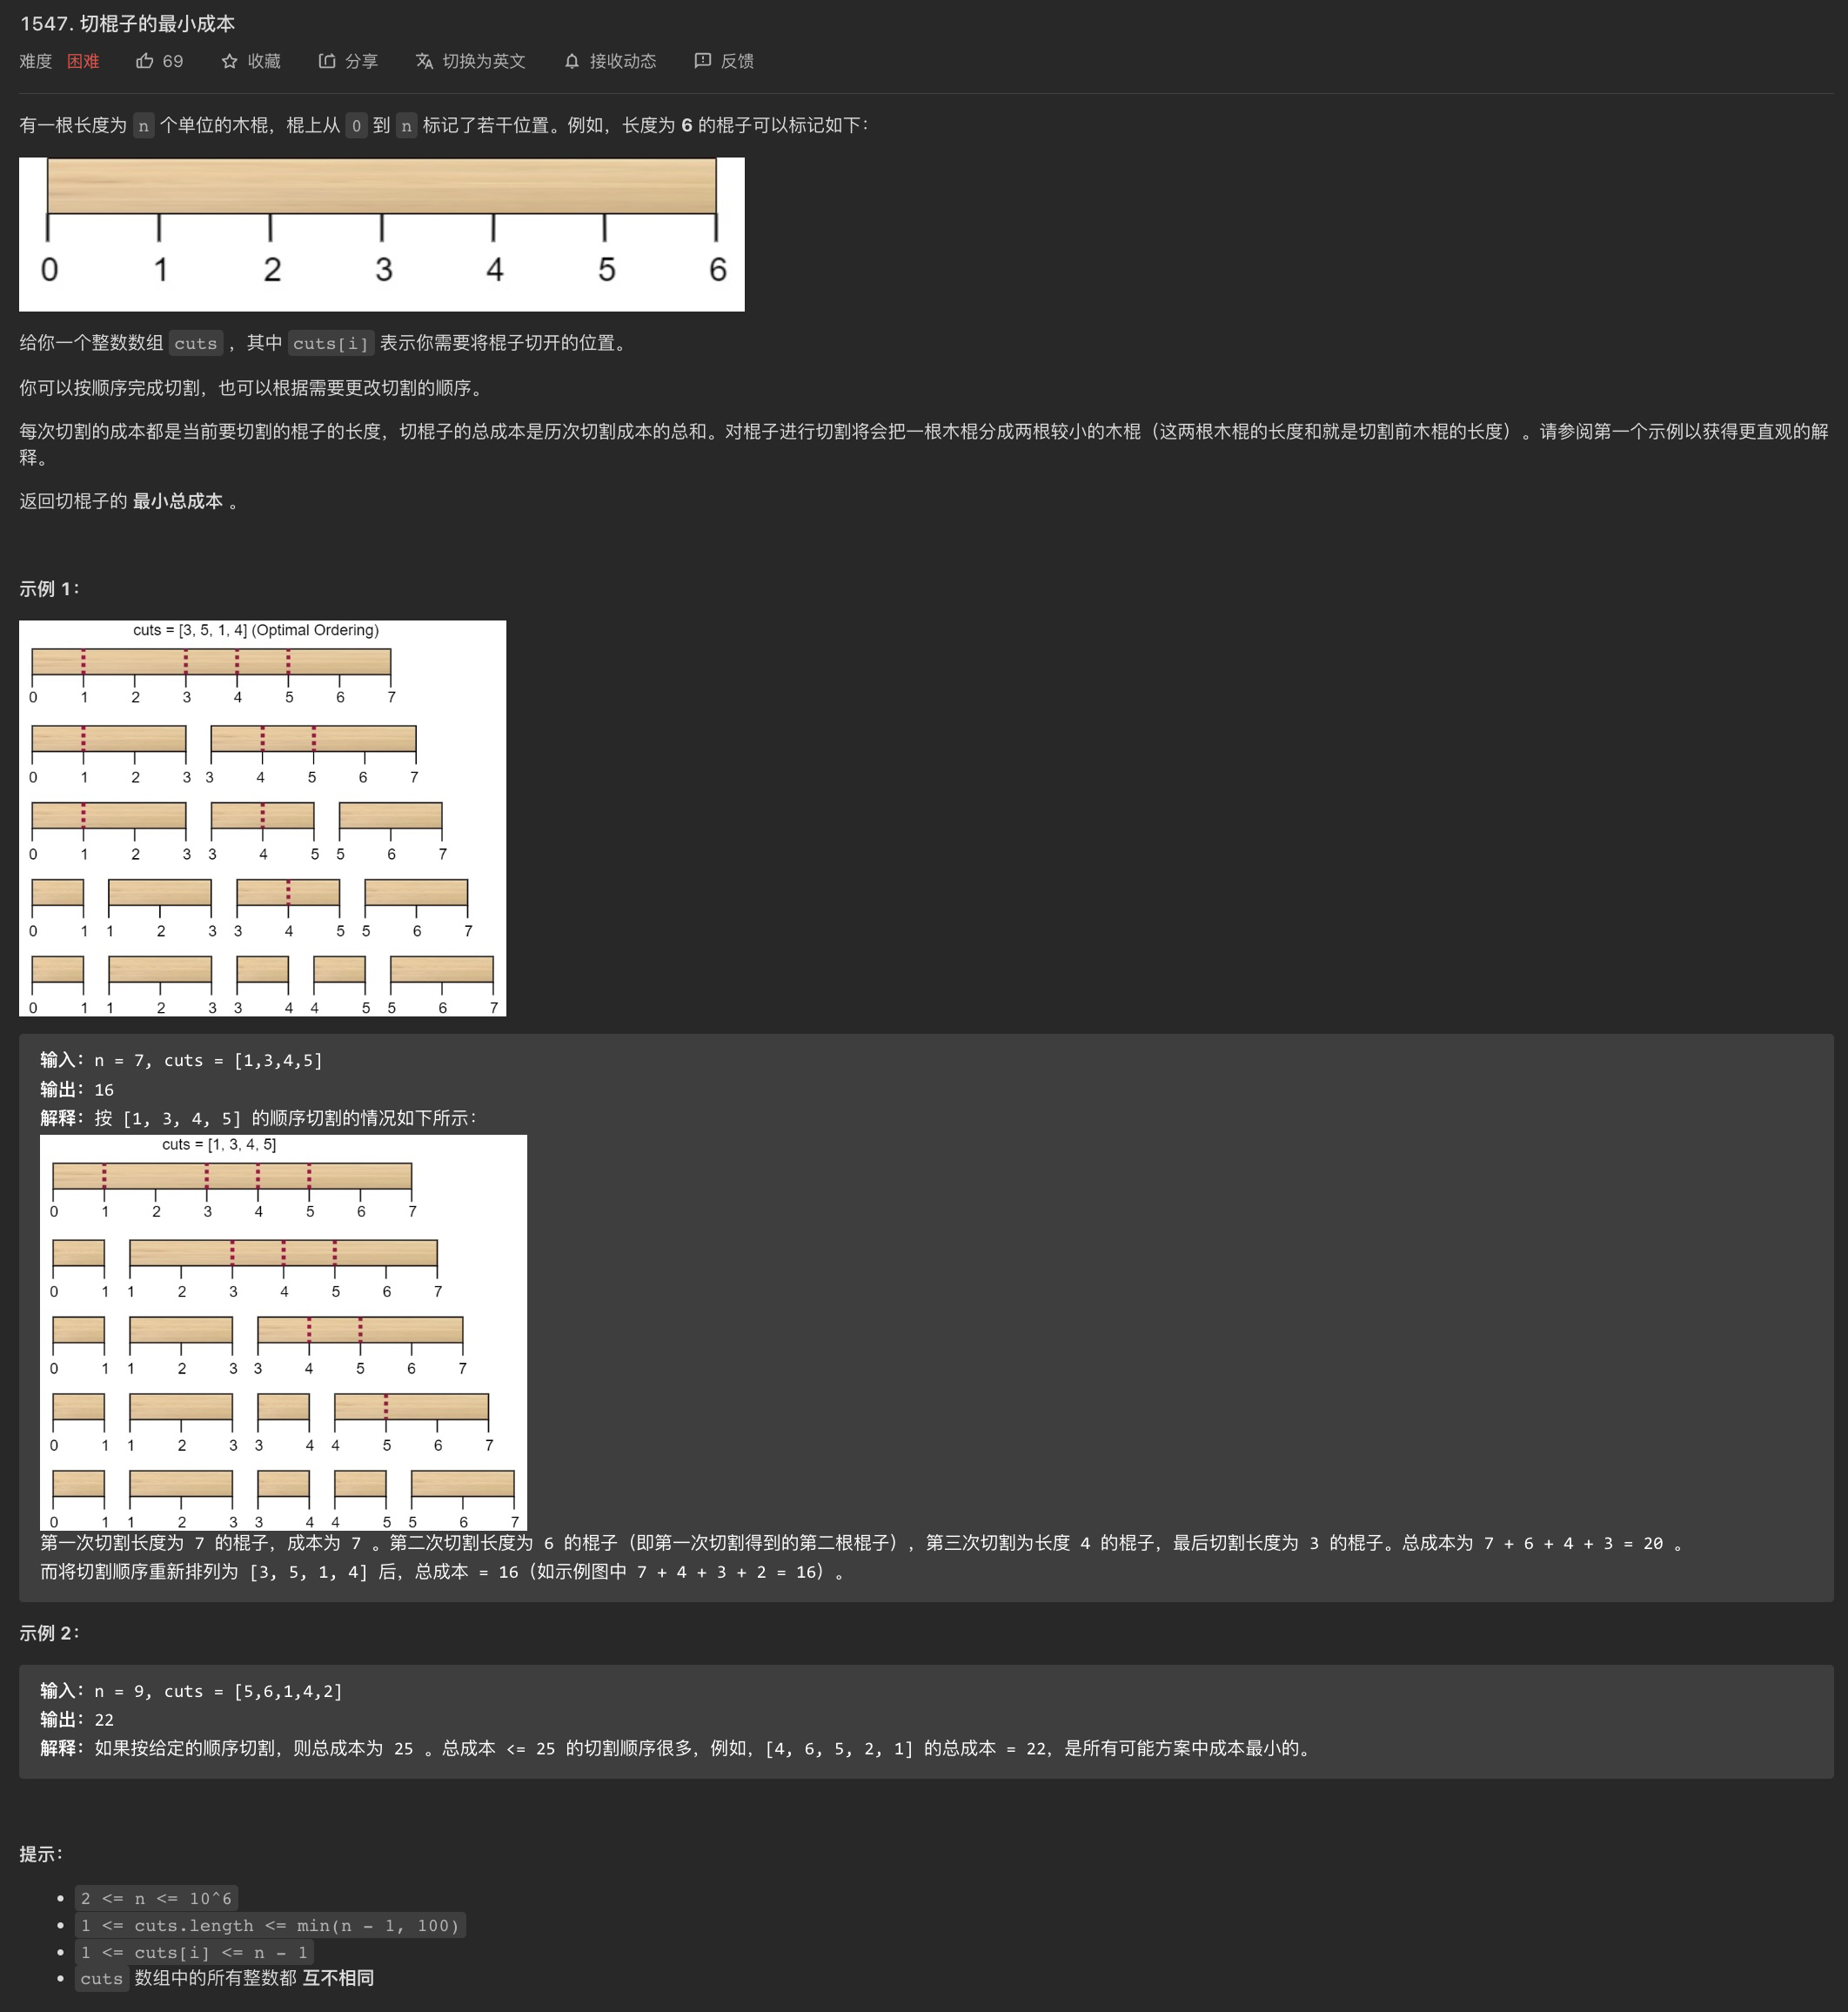 1547. 切棍子的最小成本
难度 困难 69 收藏 分享 切换为英文 接收动态 反馈
有一根长度为 n 个单位的木棍，棍上从 0 到 n 标记了若干位置。例如，长度为 6 的棍子可以标记如下：
0 1 2 3 4 5 6
给你一个整数数组 cuts ，其中 cuts[i] 表示你需要将棍子切开的位置。
你可以按顺序完成切割，也可以根据需要更改切割的顺序。
每次切割的成本都是当前要切割的棍子的长度，切棍子的总成本是历次切割成本的总和。对棍子进行切割将会把一根木棍分成两根较小的木棍（这两根木棍的长度和就是切割前木棍的长度）。请参阅第一个示例以获得更直观的解
释。
返回切棍子的 最小总成本 。
示例 1：
cuts = [3, 5, 1, 4] (Optimal Ordering)
0 1 2 3 4 5 6 7
0 1 2 3 3 4 5 6 7
0 1 2 3 3 4 5 5 6 7
0 1 1 2 3 3 4 5 5 6 7
0 1 1 2 3 3 4 4 5 5 6 7
输入：n = 7, cuts = [1,3,4,5]
输出：16
解释：按 [1, 3, 4, 5] 的顺序切割的情况如下所示：
cuts = [1, 3, 4, 5]
0 1 2 3 4 5 6 7
0 1 1 2 3 4 5 6 7
0 1 1 2 3 3 4 5 6 7
0 1 1 2 3 3 4 4 5 6 7
0 1 1 2 3 3 4 4 5 5 6 7
第一次切割长度为 7 的棍子，成本为 7 。第二次切割长度为 6 的棍子（即第一次切割得到的第二根棍子），第三次切割为长度 4 的棍子，最后切割长度为 3 的棍子。总成本为 7 + 6 + 4 + 3 = 20 。
而将切割顺序重新排列为 [3, 5, 1, 4] 后，总成本 = 16（如示例图中 7 + 4 + 3 + 2 = 16）。
示例 2：
输入：n = 9, cuts = [5,6,1,4,2]
输出：22
解释：如果按给定的顺序切割，则总成本为 25 。总成本 <= 25 的切割顺序很多，例如，[4, 6, 5, 2, 1] 的总成本 = 22，是所有可能方案中成本最小的。
提示：
2 <= n <= 10^6
1 <= cuts.length <= min(n - 1, 100)
1 <= cuts[i] <= n - 1
cuts 数组中的所有整数都 互不相同